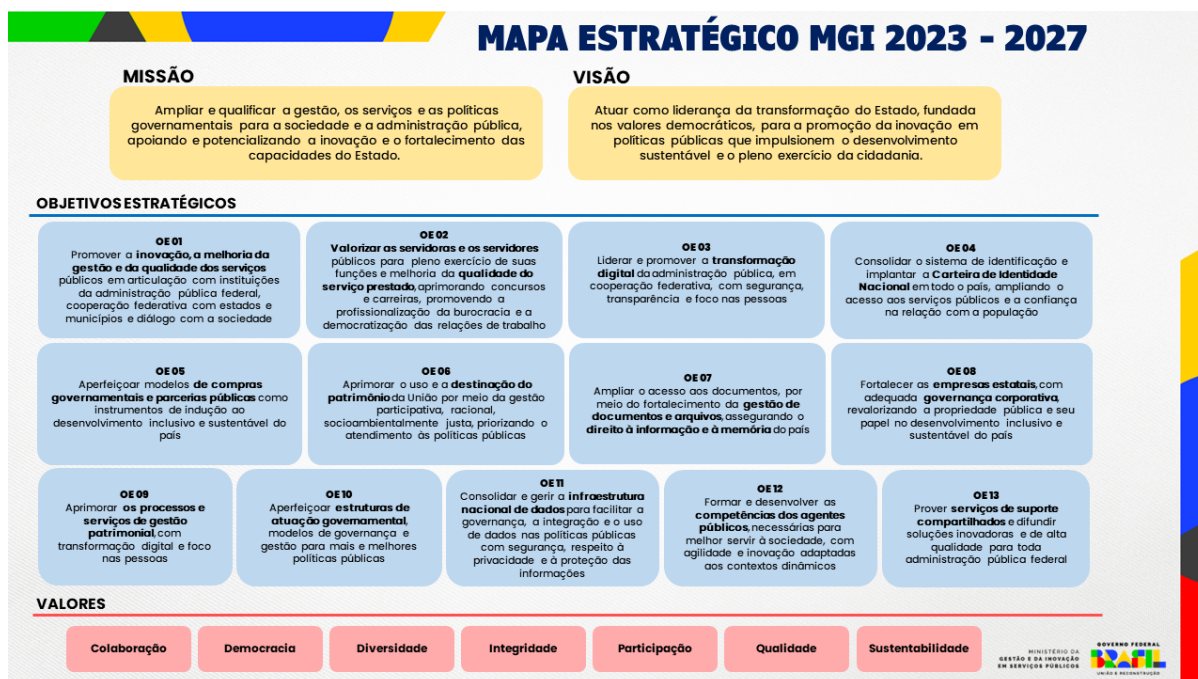 MAPA ESTRATÉGICO MGI 2023 - 2027
MISSÃO
Ampliar e qualificar a gestão, os serviços e as políticas
governamentais para a sociedade e a administração pública,
apoiando e potencializando a inovação e o fortalecimento das
capacidades do Estado.
VISÃO
Atuar como liderança da transformação do Estado, fundada
nos valores democráticos, para a promoção da inovação em
políticas públicas que impulsionem o desenvolvimento
sustentável e o pleno exercício da cidadania.
OBJETIVOS ESTRATÉGICOS
OE 01
Promover a inovação, a melhoria da
gestão e da qualidade dos serviços
públicos em articulação com instituições
da administração pública federal,
cooperação federativa com estados e
municípios e diálogo com a sociedade
OE 02
Valorizar as servidoras e os servidores
públicos para pleno exercício de suas
funções e melhoria da qualidade do
serviço prestado, aprimorando concursos
e carreiras, promovendo a
profissionalização da burocracia e a
democratização das relações de trabalho
OE 03
Liderar e promover a transformação
digital da administração pública, em
cooperação federativa, com segurança,
transparência e foco nas pessoas
OE 04
Consolidar o sistema de identificação e
implantar a Carteira de Identidade
Nacional em todo o país, ampliando o
acesso aos serviços públicos e a confiança
na relação com a população
OE 05
Aperfeiçoar modelos de compras
governamentais e parcerias públicas como
instrumentos de indução ao
desenvolvimento inclusivo e sustentável do
país
OE 06
Aprimorar o uso e a destinação do
patrimônio da União por meio da gestão
participativa, racional,
socioambientalmente justa, priorizando o
atendimento às políticas públicas
OE 07
Ampliar o acesso aos documentos, por
meio do fortalecimento da gestão de
documentos e arquivos, assegurando o
direito à informação e à memória do país
OE 08
Fortalecer as empresas estatais, com
adequada governança corporativa,
revalorizando a propriedade pública e seu
papel no desenvolvimento inclusivo e
sustentável do país
OE 09
Aprimorar os processos e
serviços de gestão
patrimonial, com
transformação digital e foco
nas pessoas
OE 10
Aperfeiçoar estruturas de
atuação governamental,
modelos de governança e
gestão para mais e melhores
políticas públicas
OE 11
Consolidar e gerir a infraestrutura
nacional de dados para facilitar a
governança, a integração e o uso
de dados nas políticas públicas
com segurança, respeito à
privacidade e à proteção das
informações
OE 12
Formar e desenvolver as
competências dos agentes
públicos, necessárias para
melhor servir à sociedade, com
agilidade e inovação adaptadas
aos contextos dinâmicos
OE 13
Prover serviços de suporte
compartilhados e difundir
soluções inovadoras e de alta
qualidade para toda
administração pública federal
VALORES
Colaboração
Democracia
Diversidade
Integridade
Participação
Qualidade
Sustentabilidade
MINISTÉRIO DA
GESTÃO E DA INOVAÇÃO
EM SERVIÇOS PÚBLICOS
GOVERNO FEDERAL
BRASIL
UNIÃO E RECONSTRUÇÃO